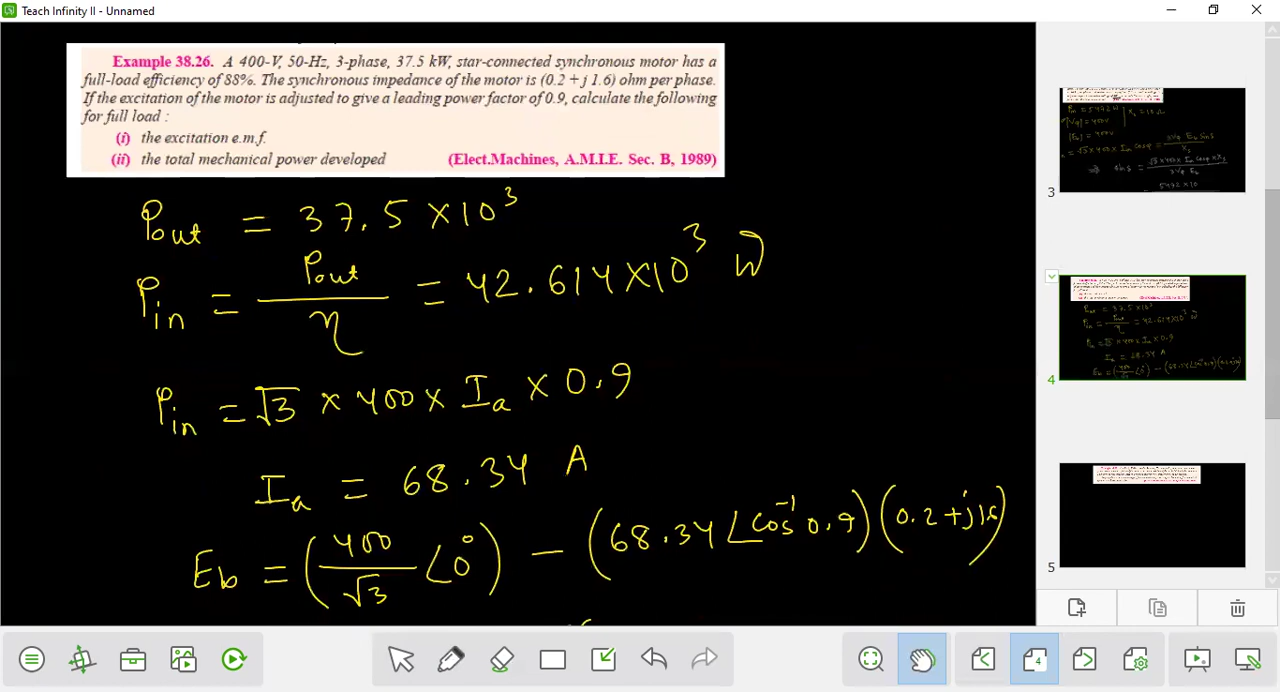 Teach Infinity II - Unnamed
Example 38.26. A 400-V, 50-Hz, 3-phase, 37.5 kW, star-connected synchronous motor has a
full-load efficiency of 88%. The synchronous impedance of the motor is (0.2 + j 1.6) ohm per phase.
If the excitation of the motor is adjusted to give a leading power factor of 0.9, calculate the following
for full load :
(i) the excitation e.m.f.
(ii) the total mechanical power developed (Elect.Machines, A.M.I.E. Sec. B, 1989)
Pout = 37.5 × 10³
Pin = Pout / η = 42.614 × 10³ W
Pin = √3 × 400 × Ia × 0.9
Ia = 68.34 A
Eb = (400/√3 ∠0°) − (68.34 ∠cos⁻¹ 0.9)(0.2 + j1.6)
3
4
5
4